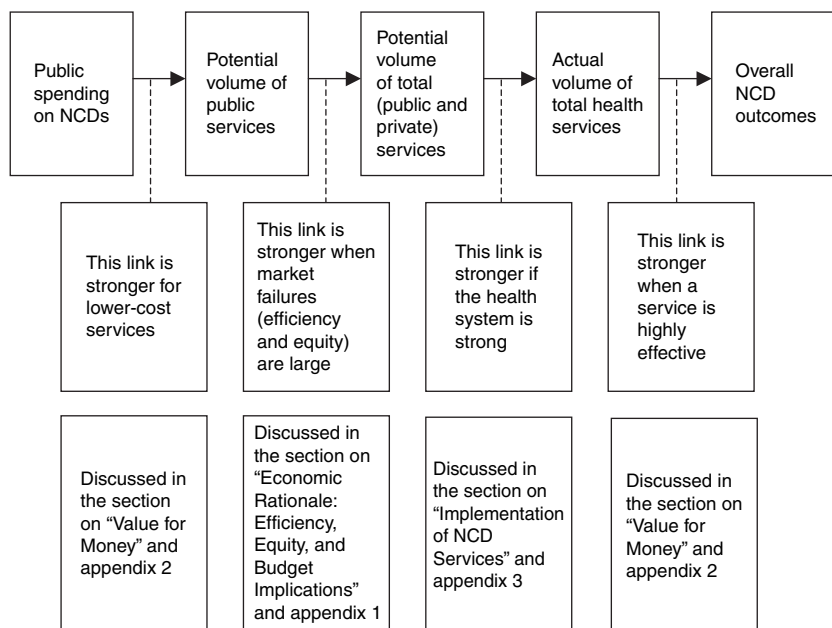 Public
spending
on NCDs
Potential
volume of
public
services
Potential
volume
of total
(public and
private)
services
Actual
volume of
total health
services
Overall
NCD
outcomes
This link is
stronger for
lower-cost
services
This link is
stronger when
market
failures
(efficiency
and equity)
are large
This link is
stronger if
the health
system is
strong
This link is
stronger
when a
service is
highly
effective
Discussed in
the section
on “Value for
Money” and
appendix 2
Discussed in
the section on
“Economic
Rationale:
Efficiency,
Equity, and
Budget
Implications”
and appendix 1
Discussed in
the section on
“Implementation
of NCD
Services” and
appendix 3
Discussed in
the section on
“Value for
Money” and
appendix 2